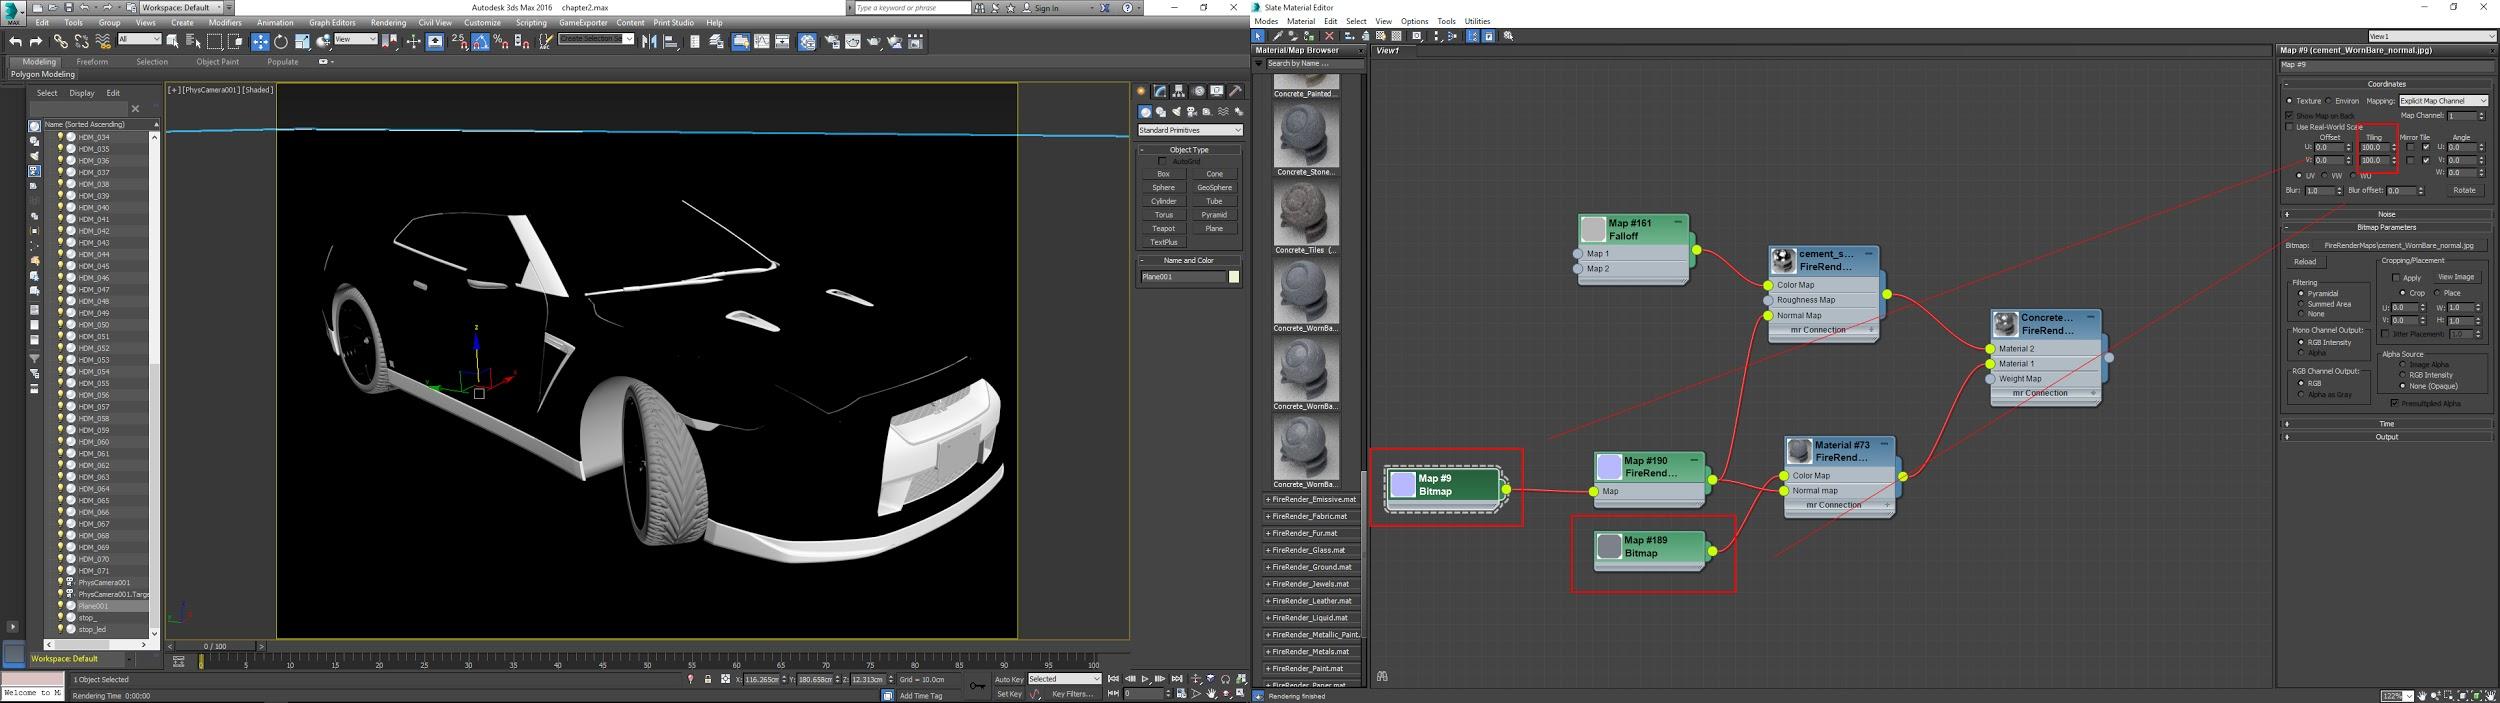 Workspace: Default
Autodesk 3ds Max 2016 chapter2.max
Type a keyword or phrase
Sign In
MAX
Edit Tools Group Views Create Modifiers Animation Graph Editors Rendering Civil View Customize Scripting GameExporter Content Print Studio Help
All
View
2.5
Create Selection Se
Modeling Freeform Selection Object Paint Populate
Polygon Modeling
Select Display Edit
Name (Sorted Ascending)
HDM_034
HDM_035
HDM_036
HDM_037
HDM_038
HDM_039
HDM_040
HDM_041
HDM_042
HDM_043
HDM_044
HDM_045
HDM_046
HDM_047
HDM_048
HDM_049
HDM_050
HDM_051
HDM_052
HDM_053
HDM_054
HDM_055
HDM_056
HDM_057
HDM_058
HDM_059
HDM_060
HDM_061
HDM_062
HDM_063
HDM_064
HDM_065
HDM_066
HDM_067
HDM_068
HDM_069
HDM_070
HDM_071
PhysCamera001
PhysCamera001.Targe
Plane001
stop_
stop_led
Workspace: Default
[+] [PhysCamera001] [Shaded]
z
Standard Primitives
Object Type
AutoGrid
Box Cone
Sphere GeoSphere
Cylinder Tube
Torus Pyramid
Teapot Plane
TextPlus
Name and Color
Plane001
0 / 100
0 5 10 15 20 25 30 35 40 45 50 55 60 65 70 75 80 85 90 95 100
Welcome to M
1 Object Selected
Rendering Time 0:00:00
X: 116.265cm Y: 180.658cm Z: 12.313cm Grid = 10.0cm
Add Time Tag
Auto Key Selected
Set Key Key Filters... 0
Slate Material Editor
Modes Material Edit Select View Options Tools Utilities
View1
Material/Map Browser
Search by Name ...
Concrete_Painted...
Concrete_Stone...
Concrete_Tiles (...
Concrete_WornBa...
Concrete_WornBa...
Concrete_WornBa...
+ FireRender_Emissive.mat
+ FireRender_Fabric.mat
+ FireRender_Fur.mat
+ FireRender_Glass.mat
+ FireRender_Ground.mat
+ FireRender_Jewels.mat
+ FireRender_Leather.mat
+ FireRender_Liquid.mat
+ FireRender_Metallic_Paint.
+ FireRender_Metals.mat
+ FireRender_Paint.mat
+ FireRender_Paper.mat
Rendering finished
View1
Map #161
Falloff
Map 1
Map 2
cement_s...
FireRend...
Color Map
Roughness Map
Normal Map
mr Connection
Concrete...
FireRend...
Material 2
Material 1
Weight Map
mr Connection
Map #9
Bitmap
Map #190
FireRend...
Map
Map #189
Bitmap
Material #73
FireRend...
Color Map
Normal map
mr Connection
Map #9 (cement_WornBare_normal.jpg)
Map #9
Coordinates
Texture Environ Mapping: Explicit Map Channel
Show Map on Back Map Channel: 1
Use Real-World Scale
Offset Tiling Mirror Tile Angle
U: 0.0 100.0 U: 0.0
V: 0.0 100.0 V: 0.0
W: 0.0
UV VW WU
Blur: 1.0 Blur offset: 0.0 Rotate
Noise
Bitmap Parameters
Bitmap: FireRenderMaps\cement_WornBare_normal.jpg
Reload
Cropping/Placement
Apply View Image
Crop Place
U: 0.0 W: 1.0
V: 0.0 H: 1.0
Jitter Placement: 1.0
Filtering
Pyramidal
Summed Area
None
Mono Channel Output:
RGB Intensity
Alpha
RGB Channel Output:
RGB
Alpha as Gray
Alpha Source
Image Alpha
RGB Intensity
None (Opaque)
Premultiplied Alpha
Time
Output
122%